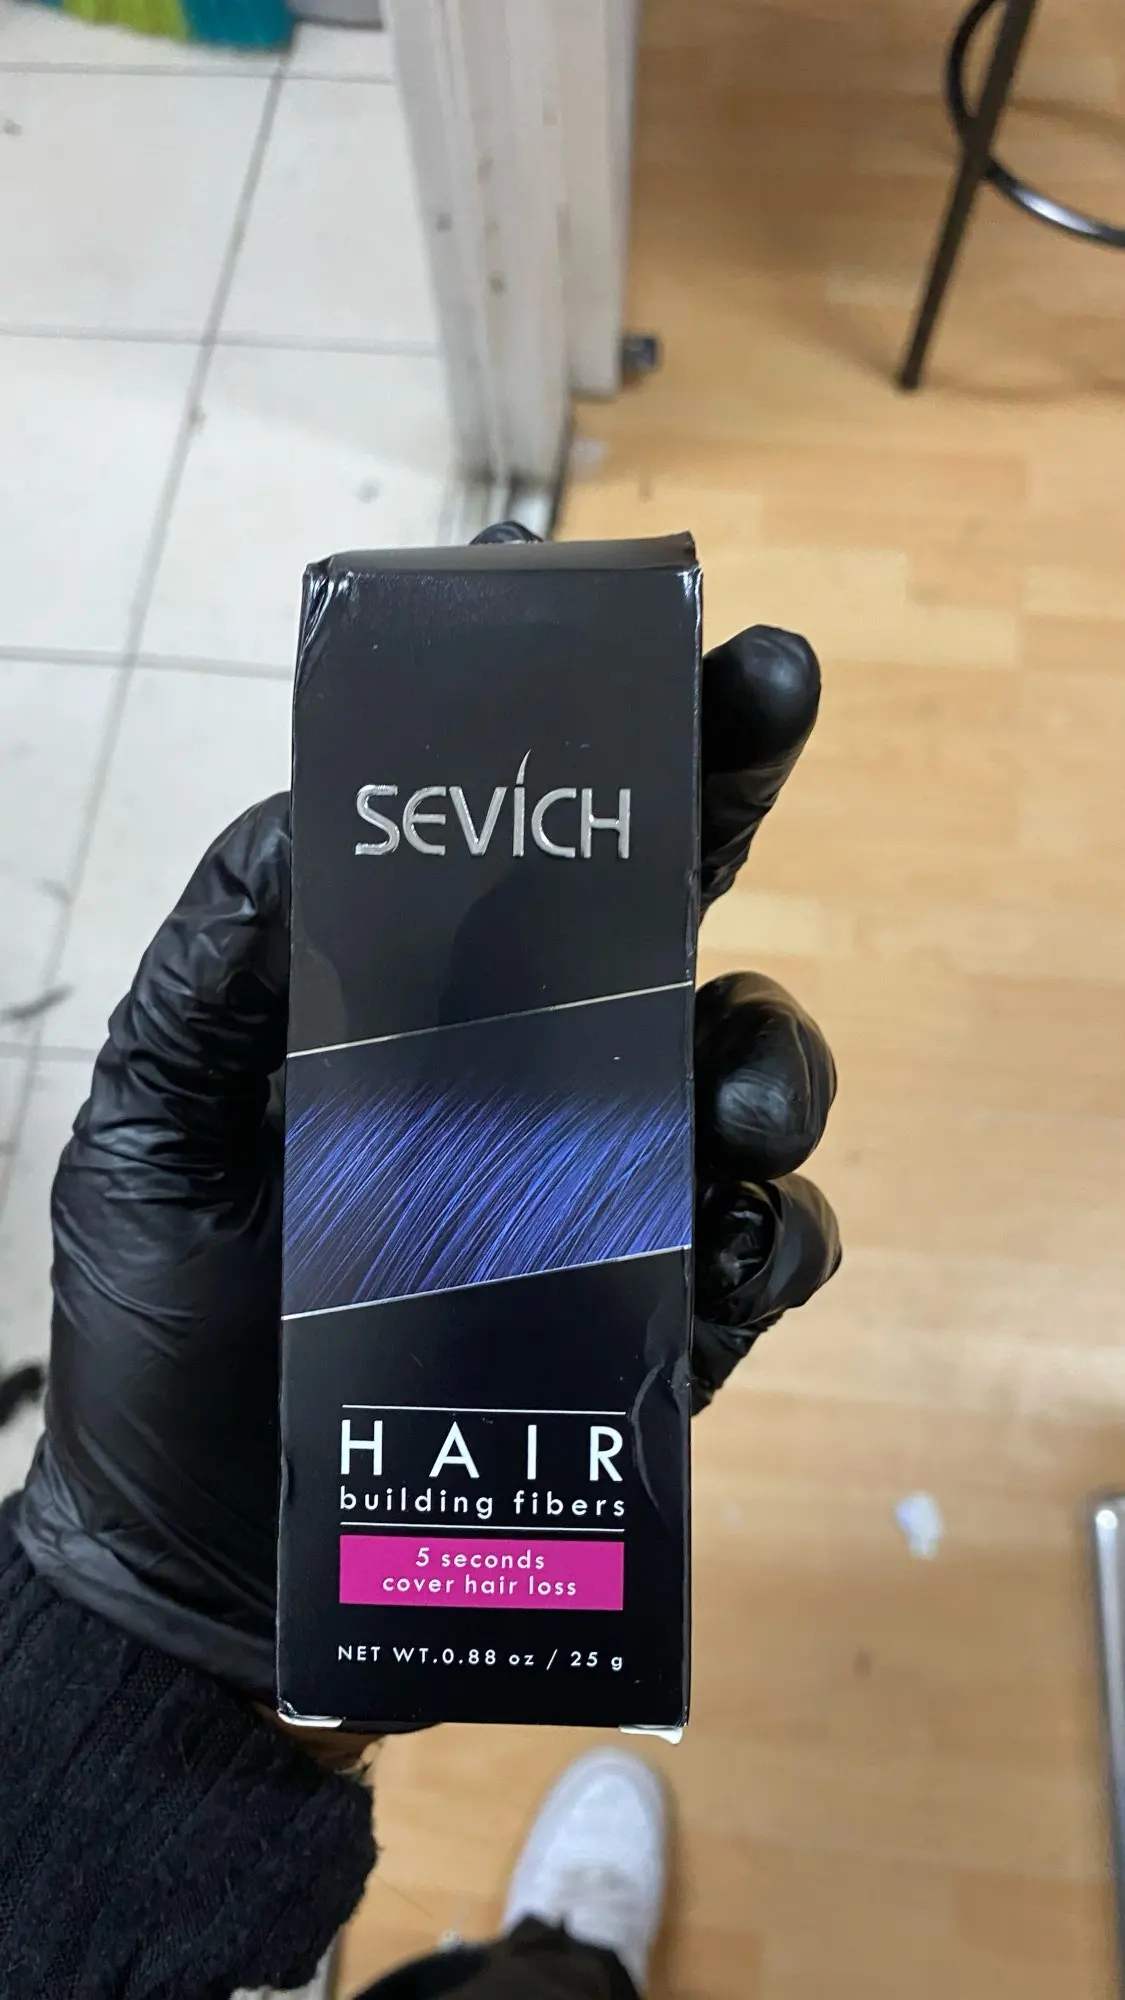 SEVICH
HAIR
building fibers
5 seconds
cover hair loss
NET WT.0.88 oz / 25 g